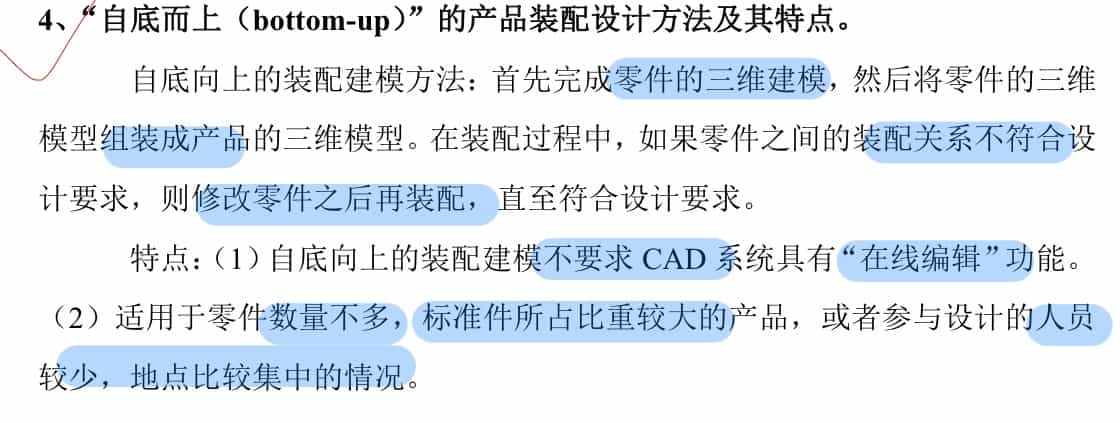 4、“自底而上（bottom-up）”的产品装配设计方法及其特点。
自底向上的装配建模方法：首先完成零件的三维建模，然后将零件的三维
模型组装成产品的三维模型。在装配过程中，如果零件之间的装配关系不符合设
计要求，则修改零件之后再装配，直至符合设计要求。
特点：（1）自底向上的装配建模不要求 CAD 系统具有“在线编辑”功能。
（2）适用于零件数量不多，标准件所占比重较大的产品，或者参与设计的人员
较少，地点比较集中的情况。